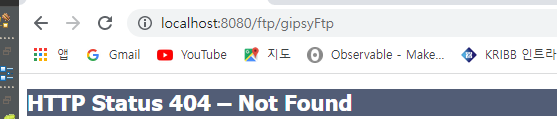 localhost:8080/ftp/gipsyFtp
앱 Gmail YouTube 지도 Observable - Make... KRIBB 인트라
HTTP Status 404 – Not Found